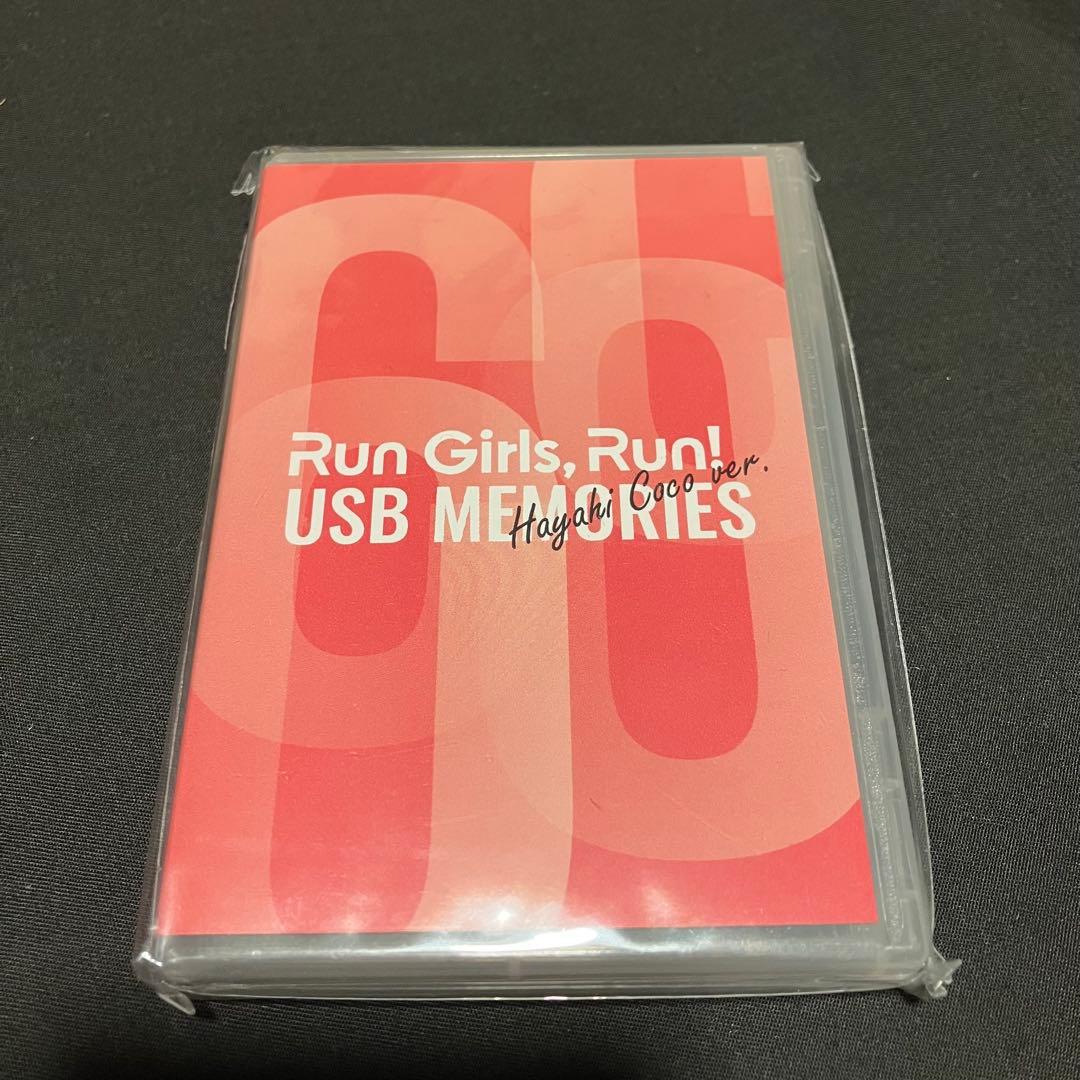 Run Girls, Run!
USB MEMORIES
Hayahi Coco ver.